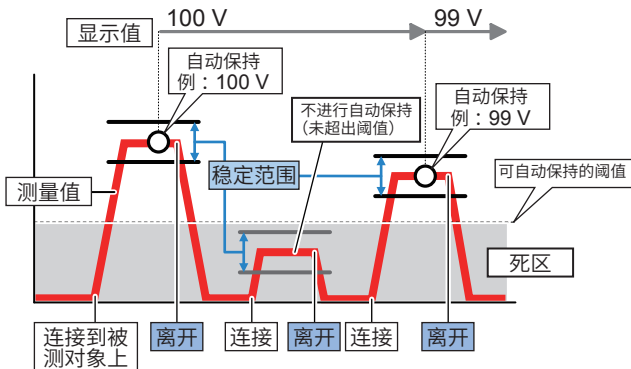 100 V
99 V
显示值
自动保持
例：100 V
不进行自动保持
（未超出阈值）
自动保持
例：99 V
稳定范围
可自动保持的阈值
测量值
死区
连接到被
测对象上
离开
连接
离开
连接
离开